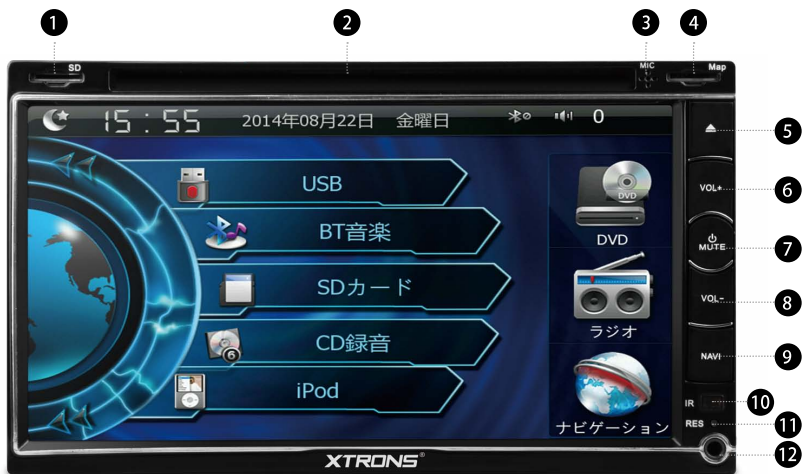 1 2 3 4
SD MIC Map
15:55 2014年08月22日 金曜日 0
5
USB
DVD
VOL+ 6
BT音楽
DVD
MUTE 7
SDカード
VOL- 8
ラジオ
CD録音
6
NAVI 9
iPod
IR 10
ナビゲーション
RES 11
XTRONS®
12